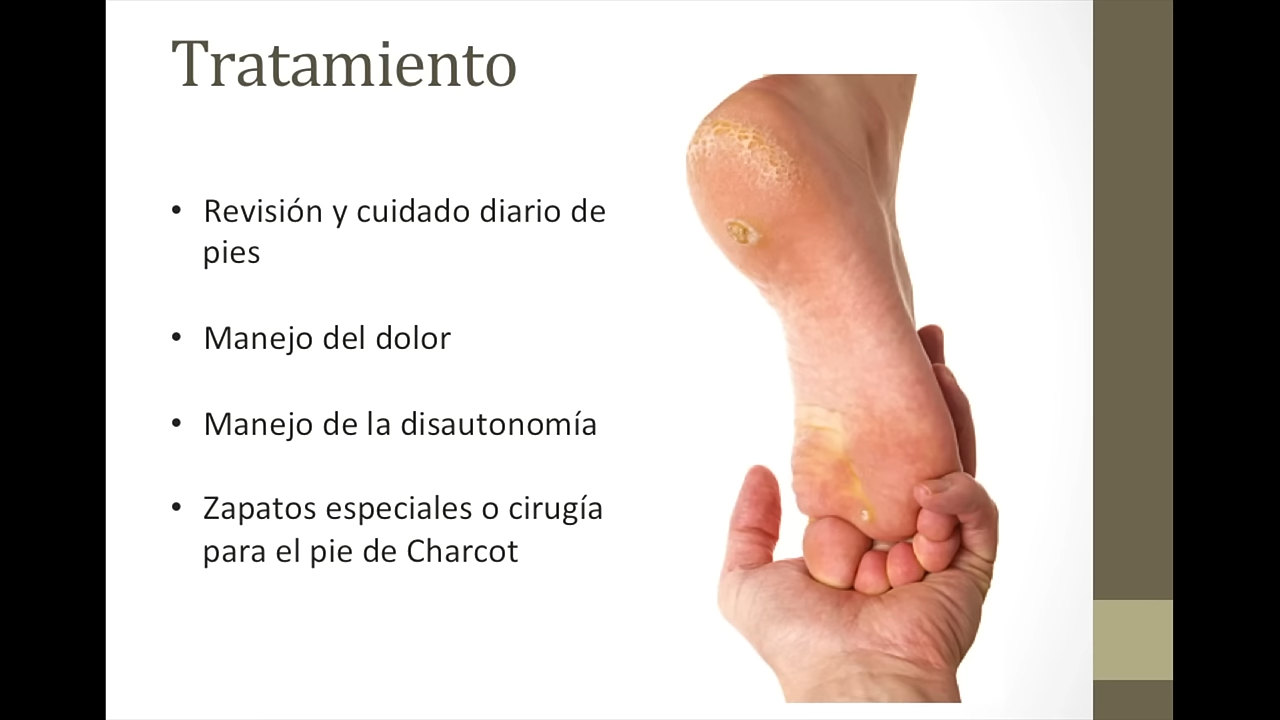 Tratamiento
• Revisión y cuidado diario de
pies
• Manejo del dolor
• Manejo de la disautonomía
• Zapatos especiales o cirugía
para el pie de Charcot